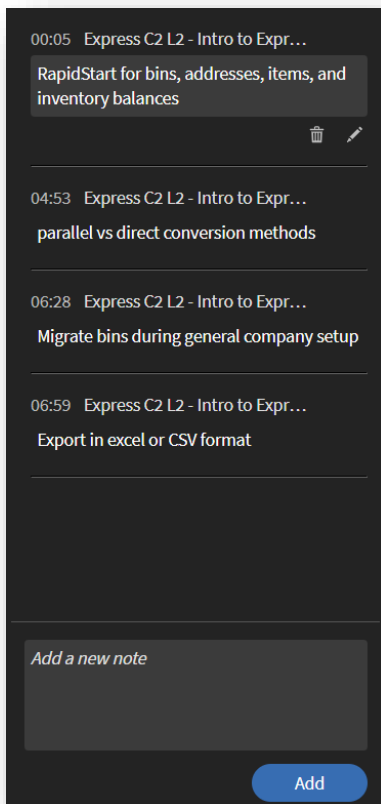 00:05 Express C2 L2 - Intro to Expr...
RapidStart for bins, addresses, items, and
inventory balances
04:53 Express C2 L2 - Intro to Expr...
parallel vs direct conversion methods
06:28 Express C2 L2 - Intro to Expr...
Migrate bins during general company setup
06:59 Express C2 L2 - Intro to Expr...
Export in excel or CSV format
Add a new note
Add